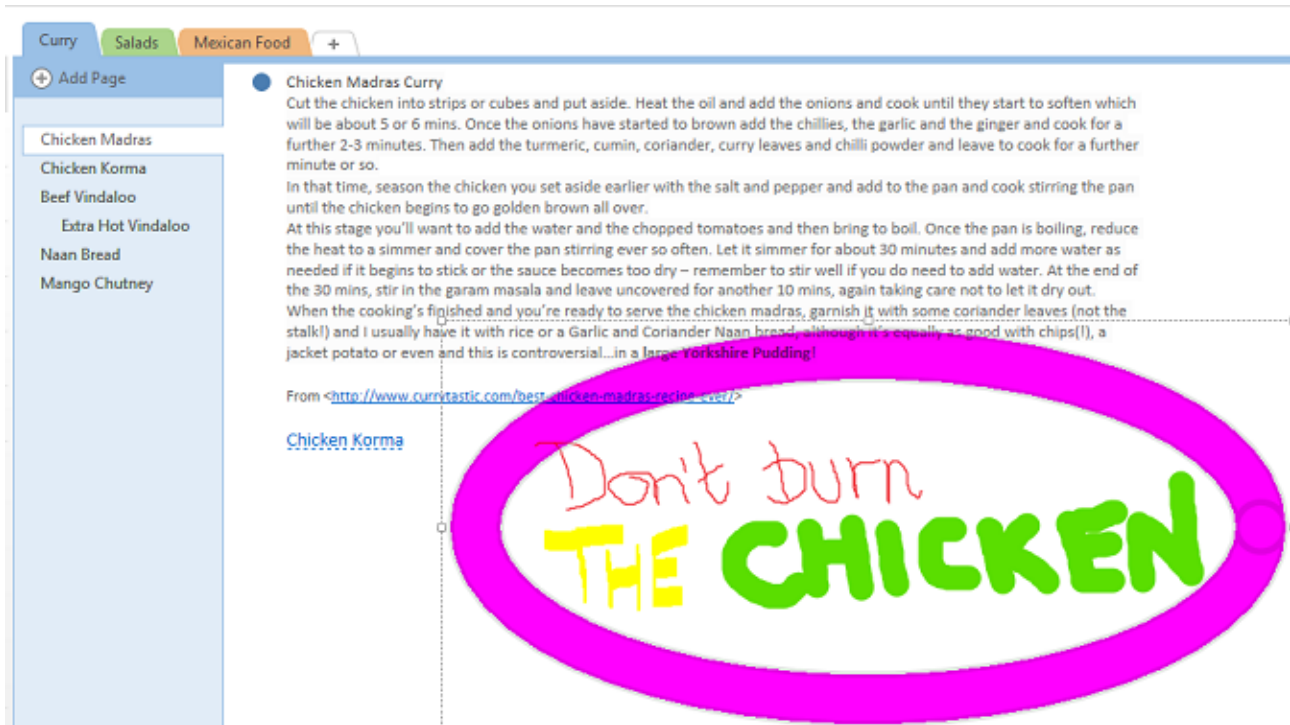 Curry
Salads
Mexican Food
+
Add Page
Chicken Madras
Chicken Korma
Beef Vindaloo
Extra Hot Vindaloo
Naan Bread
Mango Chutney
Chicken Madras Curry
Cut the chicken into strips or cubes and put aside. Heat the oil and add the onions and cook until they start to soften which
will be about 5 or 6 mins. Once the onions have started to brown add the chillies, the garlic and the ginger and cook for a
further 2-3 minutes. Then add the turmeric, cumin, coriander, curry leaves and chilli powder and leave to cook for a further
minute or so.
In that time, season the chicken you set aside earlier with the salt and pepper and add to the pan and cook stirring the pan
until the chicken begins to go golden brown all over.
At this stage you'll want to add the water and the chopped tomatoes and then bring to boil. Once the pan is boiling, reduce
the heat to a simmer and cover the pan stirring ever so often. Let it simmer for about 30 minutes and add more water as
needed if it begins to stick or the sauce becomes too dry – remember to stir well if you do need to add water. At the end of
the 30 mins, stir in the garam masala and leave uncovered for another 10 mins, again taking care not to let it dry out.
When the cooking's finished and you're ready to serve the chicken madras, garnish it with some coriander leaves (not the
stalk!) and I usually have it with rice or a Garlic and Coriander Naan bread, although it's equally as good with chips(!), a
jacket potato or even and this is controversial...in a large Yorkshire Pudding!
From <http://www.currytastic.com/best-chicken-madras-recipe-ever/>
Chicken Korma
Don't burn
THE CHICKEN